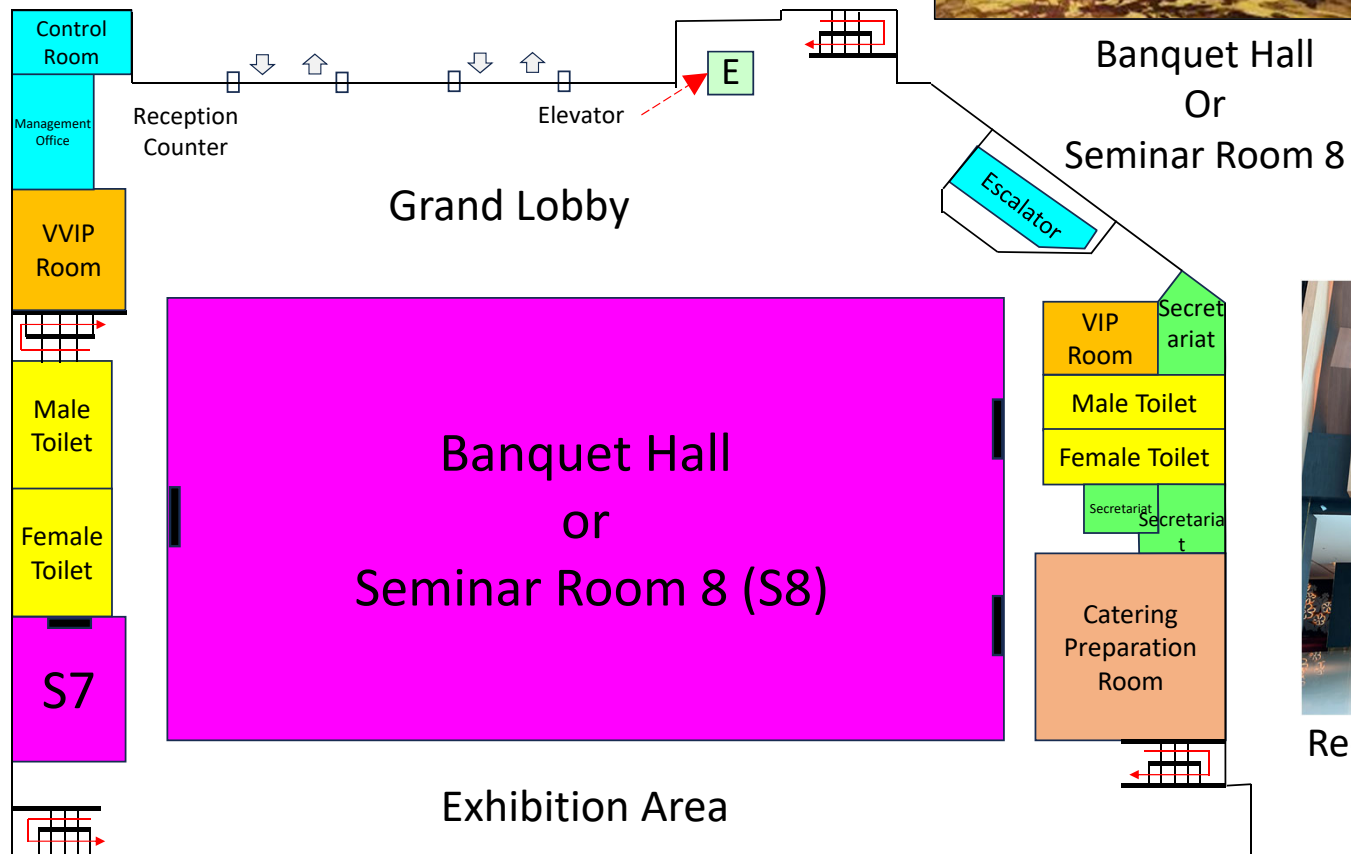 Control
Room
Management
Office
Reception
Counter
Elevator
E
Banquet Hall
Or
Seminar Room 8
Escalator
Grand Lobby
VVIP
Room
VIP
Room
Secret
ariat
Male
Toilet
Male Toilet
Female Toilet
Banquet Hall
or
Seminar Room 8 (S8)
Secretariat
Secretaria
t
Female
Toilet
Catering
Preparation
Room
S7
Re
Exhibition Area